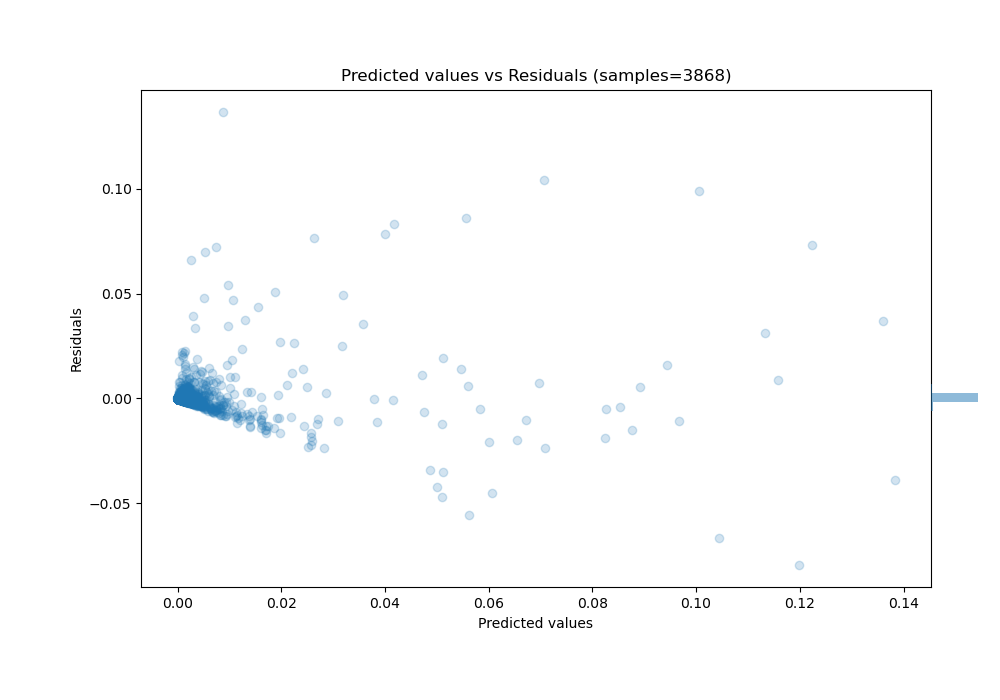 Predicted values vs Residuals (samples=3868)
Residuals
0.10
0.05
0.00
−0.05
0.00 0.02 0.04 0.06 0.08 0.10 0.12 0.14
Predicted values